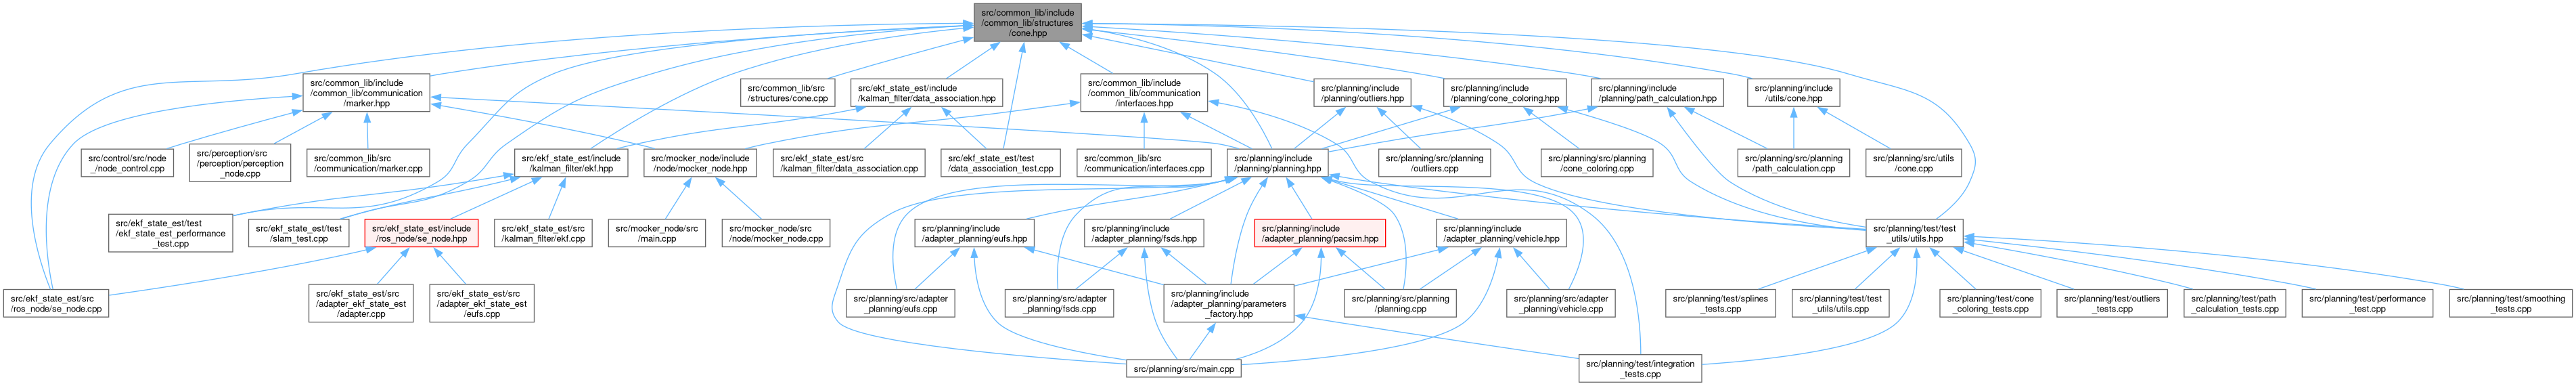 src/common_lib/include
/common_lib/structures
/cone.hpp
src/common_lib/include
/common_lib/communication
/marker.hpp
src/common_lib/src
/structures/cone.cpp
src/ekf_state_est/include
/kalman_filter/data_association.hpp
src/common_lib/include
/common_lib/communication
/interfaces.hpp
src/planning/include
/planning/outliers.hpp
src/planning/include
/planning/cone_coloring.hpp
src/planning/include
/planning/path_calculation.hpp
src/planning/include
/utils/cone.hpp
src/control/src/node
_/node_control.cpp
src/perception/src
/perception/perception
_node.cpp
src/common_lib/src
/communication/marker.cpp
src/ekf_state_est/include
/kalman_filter/ekf.hpp
src/mocker_node/include
/node/mocker_node.hpp
src/ekf_state_est/src
/kalman_filter/data_association.cpp
src/ekf_state_est/test
/data_association_test.cpp
src/common_lib/src
/communication/interfaces.cpp
src/planning/include
/planning/planning.hpp
src/planning/src/planning
/outliers.cpp
src/planning/src/planning
/cone_coloring.cpp
src/planning/src/planning
/path_calculation.cpp
src/planning/src/utils
/cone.cpp
src/ekf_state_est/test
/ekf_state_est_performance
_test.cpp
src/ekf_state_est/test
/slam_test.cpp
src/ekf_state_est/include
/ros_node/se_node.hpp
src/ekf_state_est/src
/kalman_filter/ekf.cpp
src/mocker_node/src
/main.cpp
src/mocker_node/src
/node/mocker_node.cpp
src/planning/include
/adapter_planning/eufs.hpp
src/planning/include
/adapter_planning/fsds.hpp
src/planning/include
/adapter_planning/pacsim.hpp
src/planning/include
/adapter_planning/vehicle.hpp
src/planning/test/test
_utils/utils.hpp
src/ekf_state_est/src
/ros_node/se_node.cpp
src/ekf_state_est/src
/adapter_ekf_state_est
/adapter.cpp
src/ekf_state_est/src
/adapter_ekf_state_est
/eufs.cpp
src/planning/src/adapter
_planning/eufs.cpp
src/planning/src/adapter
_planning/fsds.cpp
src/planning/include
/adapter_planning/parameters
_factory.hpp
src/planning/src/planning
/planning.cpp
src/planning/src/adapter
_planning/vehicle.cpp
src/planning/test/splines
_tests.cpp
src/planning/test/test
_utils/utils.cpp
src/planning/test/cone
_coloring_tests.cpp
src/planning/test/outliers
_tests.cpp
src/planning/test/path
_calculation_tests.cpp
src/planning/test/performance
_test.cpp
src/planning/test/smoothing
_tests.cpp
src/planning/src/main.cpp
src/planning/test/integration
_tests.cpp